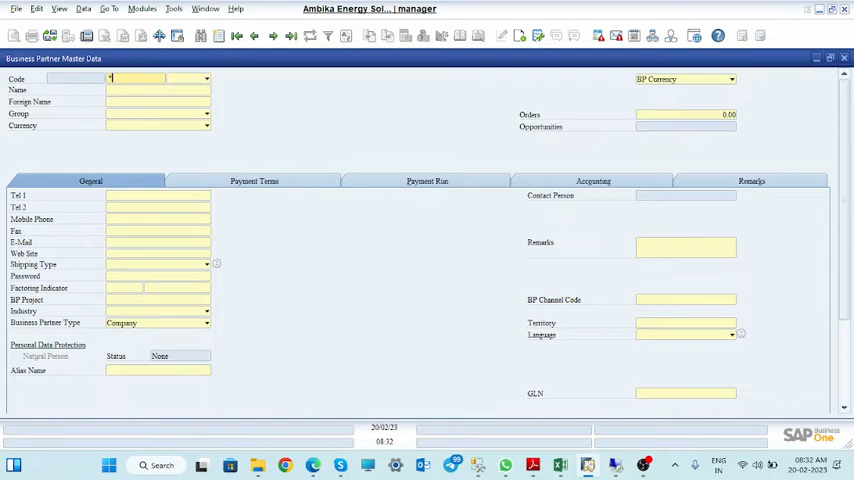 File Edit View Data Go To Modules Tools Window Help
Ambika Energy Sol... | manager
Business Partner Master Data
Code *
BP Currency
Name
Foreign Name
Group
Orders 0.00
Currency
Opportunities
General Payment Terms Payment Run Accounting Remarks
Tel 1
Contact Person
Tel 2
Mobile Phone
Fax
E-Mail
Remarks
Web Site
Shipping Type
Password
Factoring Indicator
BP Project
BP Channel Code
Industry
Business Partner Type Company
Territory
Language
Personal Data Protection
Natural Person Status None
Alias Name
GLN
20/02/23
08:32
SAP Business One
Search
99
ENG
IN
08:32 AM
20-02-2023